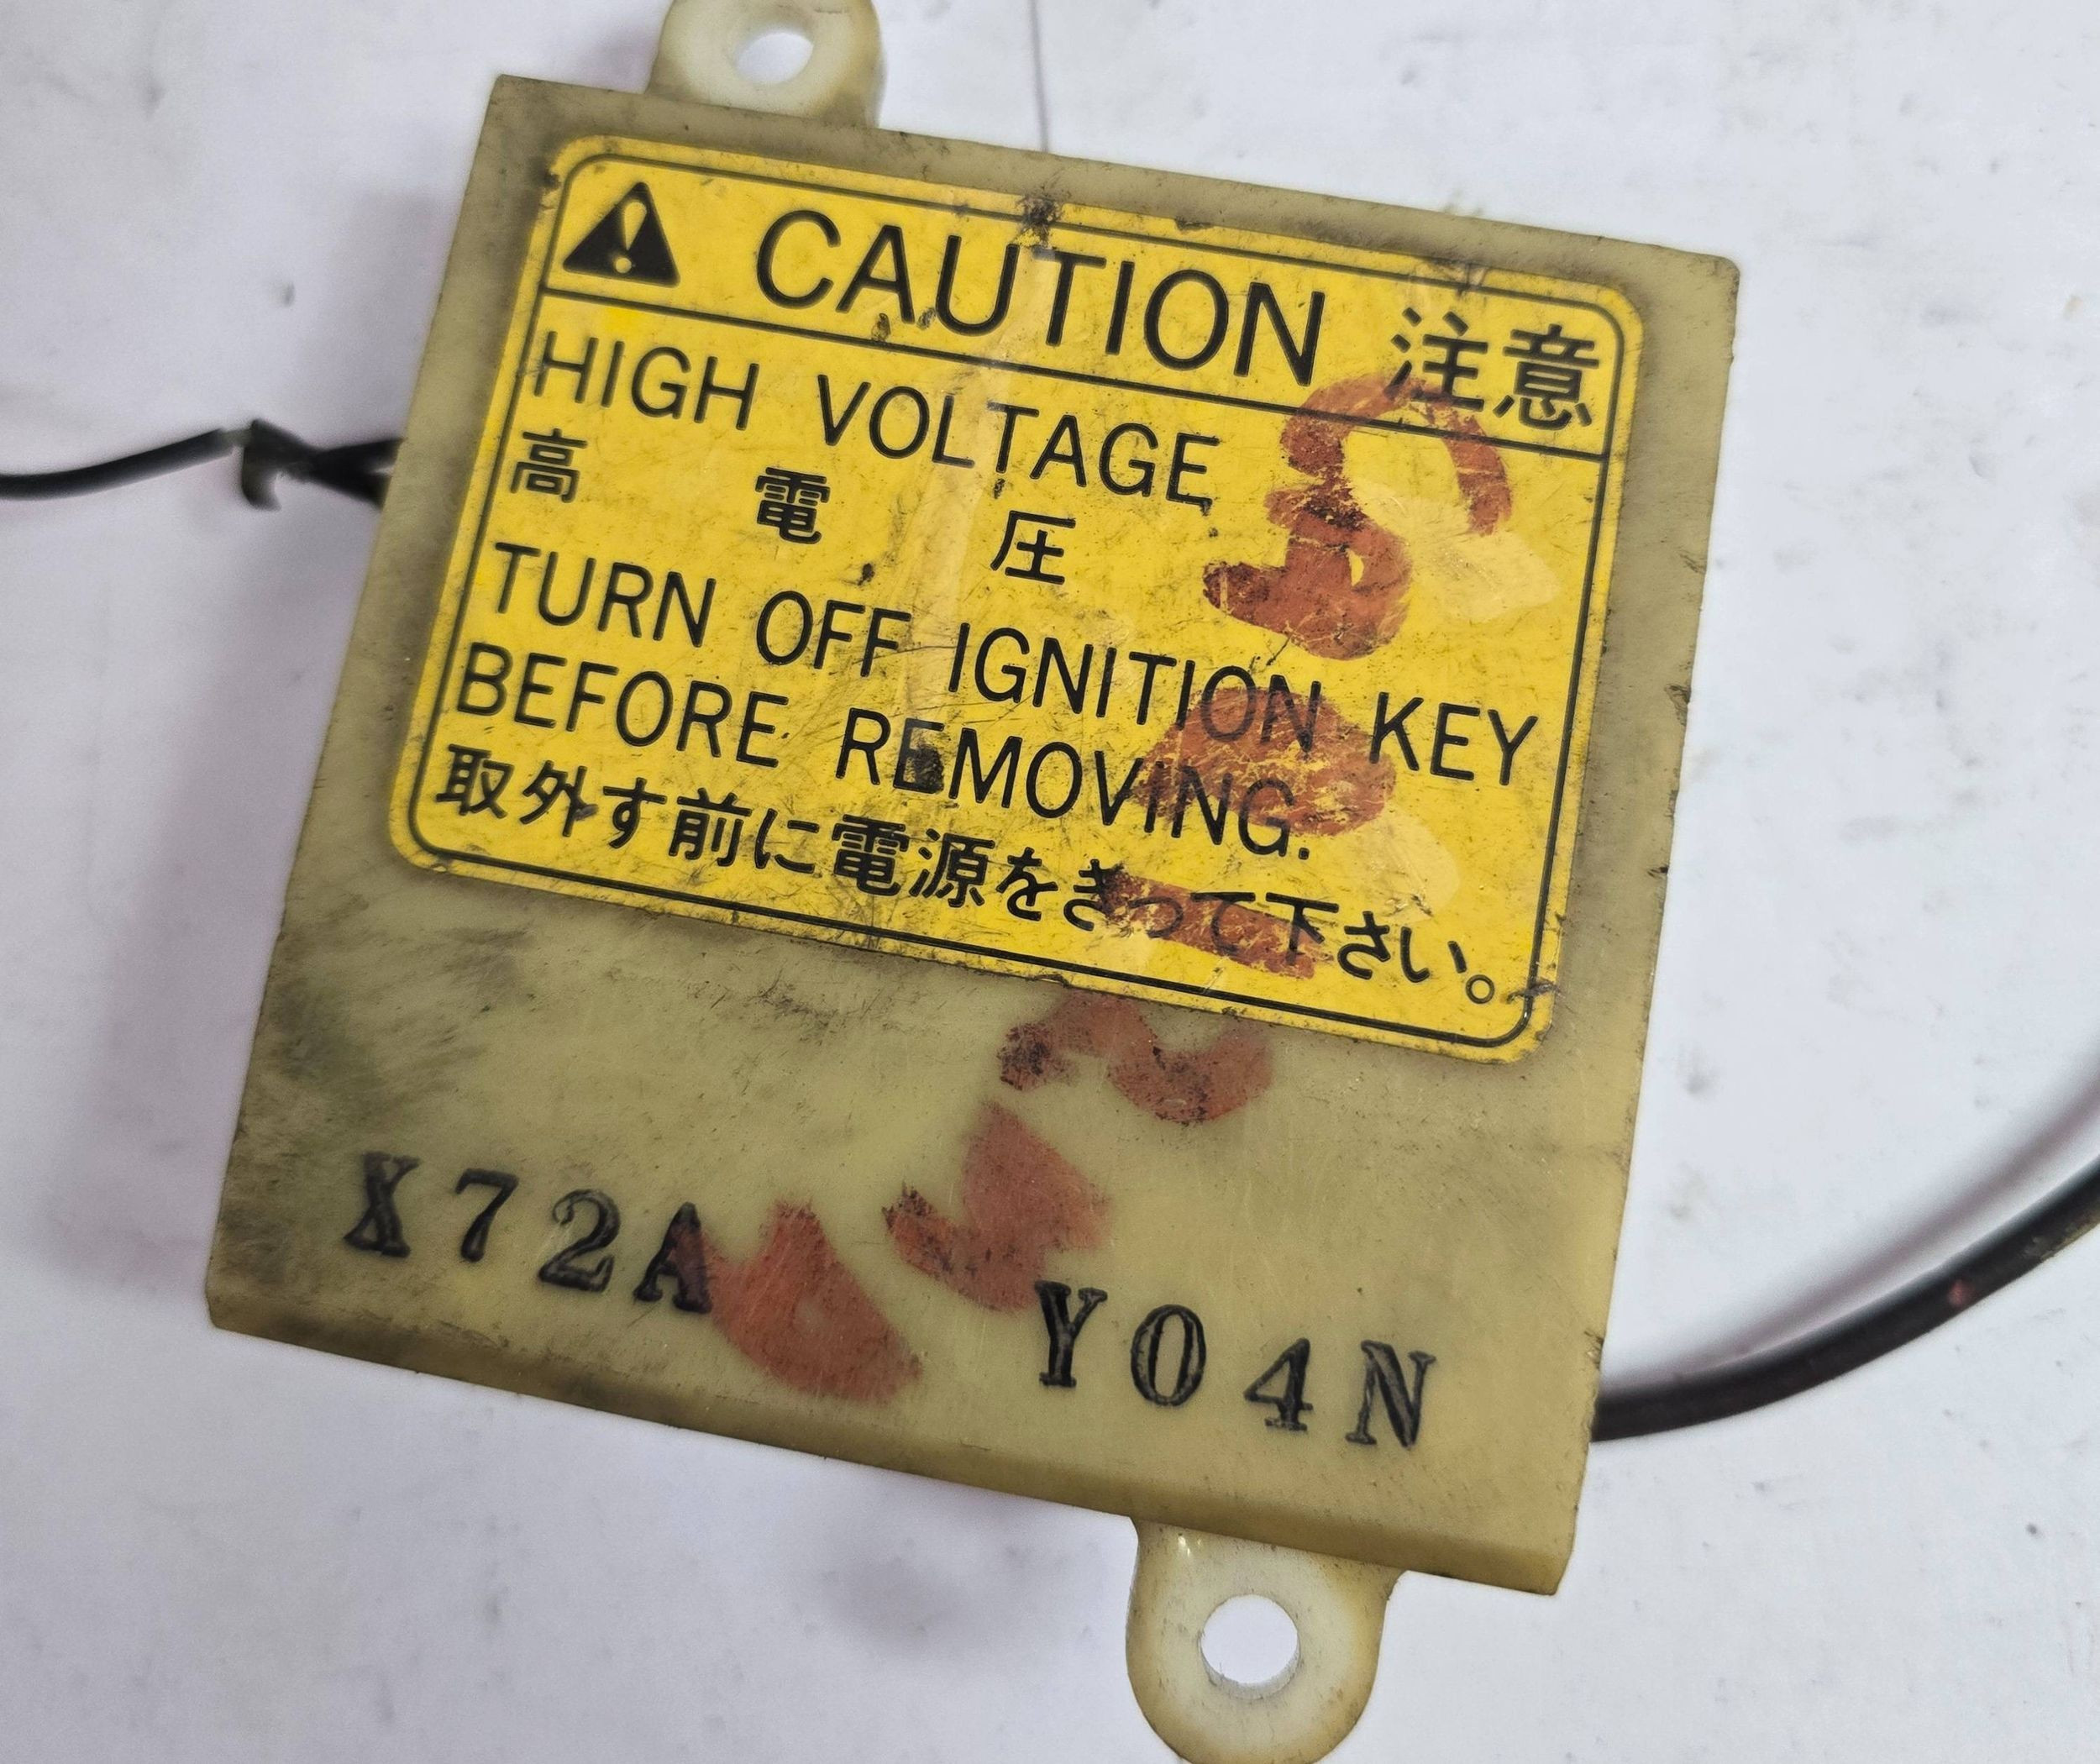 CAUTION 注意
HIGH VOLTAGE
高電圧
TURN OFF IGNITION KEY
BEFORE REMOVING.
取外す前に電源をきって下さい。
X72A Y04N